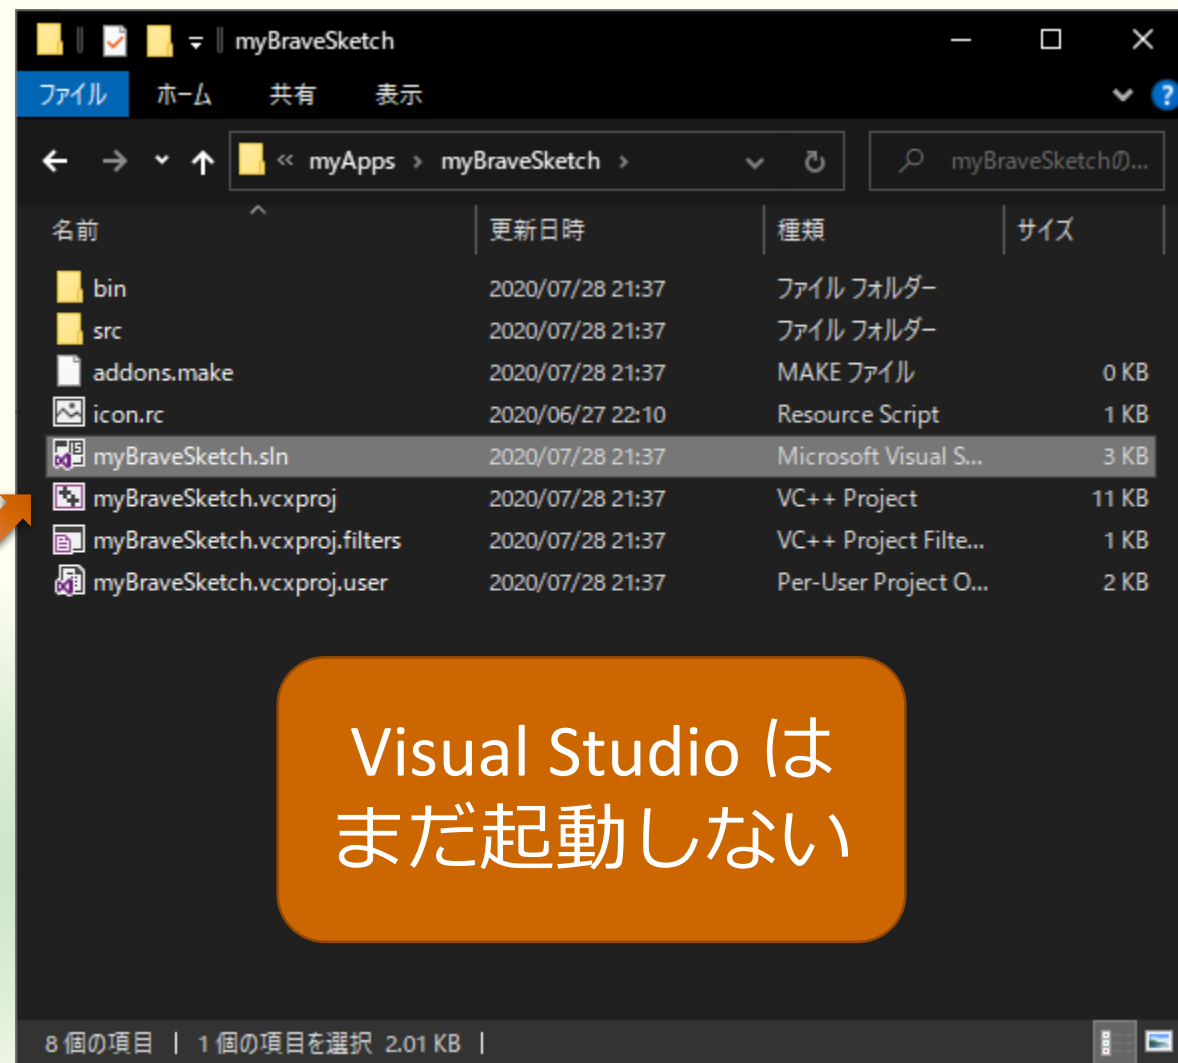 myBraveSketch
ファイル ホーム 共有 表示
« myApps › myBraveSketch › myBraveSketchの...
名前 更新日時 種類 サイズ
bin 2020/07/28 21:37 ファイル フォルダー
src 2020/07/28 21:37 ファイル フォルダー
addons.make 2020/07/28 21:37 MAKE ファイル 0 KB
icon.rc 2020/06/27 22:10 Resource Script 1 KB
myBraveSketch.sln 2020/07/28 21:37 Microsoft Visual S... 3 KB
myBraveSketch.vcxproj 2020/07/28 21:37 VC++ Project 11 KB
myBraveSketch.vcxproj.filters 2020/07/28 21:37 VC++ Project Filte... 1 KB
myBraveSketch.vcxproj.user 2020/07/28 21:37 Per-User Project O... 2 KB
Visual Studio は
まだ起動しない
8 個の項目 | 1 個の項目を選択 2.01 KB |